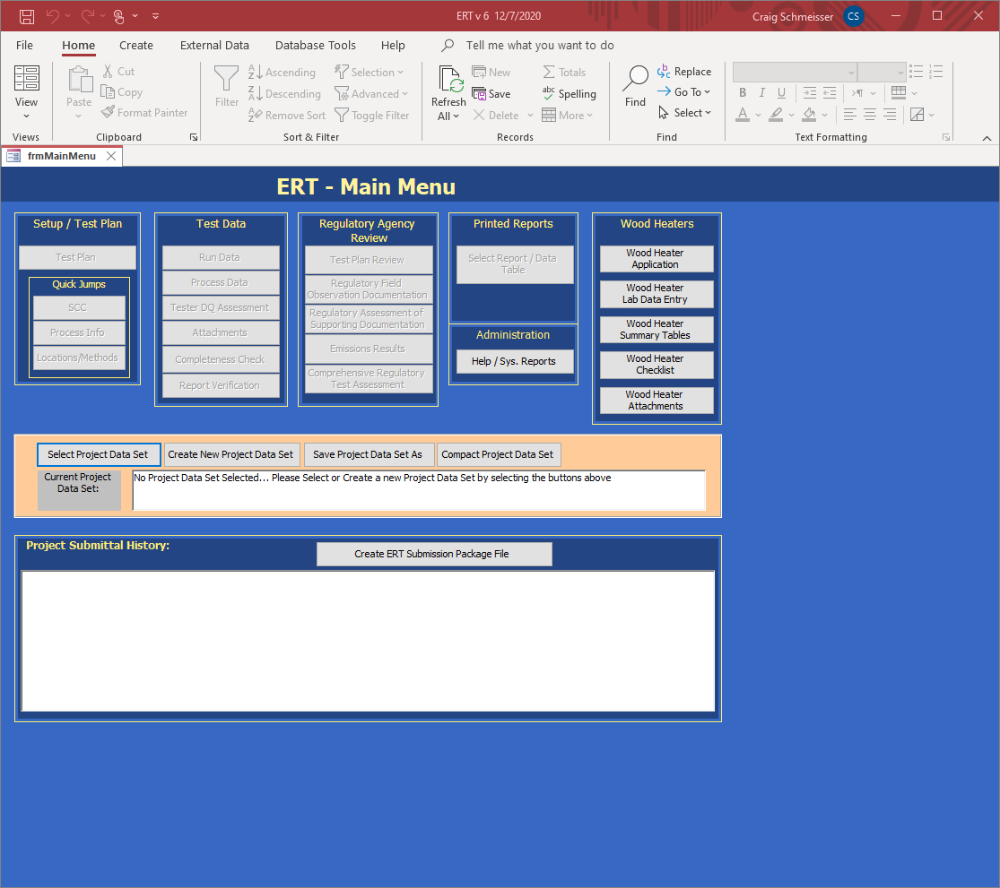 ERT v 6 12/7/2020
Craig Schmeisser
CS
File
Home
Create
External Data
Database Tools
Help
Tell me what you want to do
View
Views
Paste
Cut
Copy
Format Painter
Clipboard
Filter
Ascending
Descending
Remove Sort
Selection
Advanced
Toggle Filter
Sort & Filter
Refresh
All
New
Save
Delete
Totals
Spelling
More
Records
Find
Replace
Go To
Select
Find
B I U
A
Text Formatting
frmMainMenu
ERT - Main Menu
Setup / Test Plan
Test Plan
Quick Jumps
SCC
Process Info
Locations/Methods
Test Data
Run Data
Process Data
Tester DQ Assessment
Attachments
Completeness Check
Report Verification
Regulatory Agency
Review
Test Plan Review
Regulatory Field
Observation Documentation
Regulatory Assessment of
Supporting Documentation
Emissions Results
Comprehensive Regulatory
Test Assessment
Printed Reports
Select Report / Data
Table
Administration
Help / Sys. Reports
Wood Heaters
Wood Heater
Application
Wood Heater
Lab Data Entry
Wood Heater
Summary Tables
Wood Heater
Checklist
Wood Heater
Attachments
Select Project Data Set
Create New Project Data Set
Save Project Data Set As
Compact Project Data Set
Current Project
Data Set:
No Project Data Set Selected... Please Select or Create a new Project Data Set by selecting the buttons above
Project Submittal History:
Create ERT Submission Package File